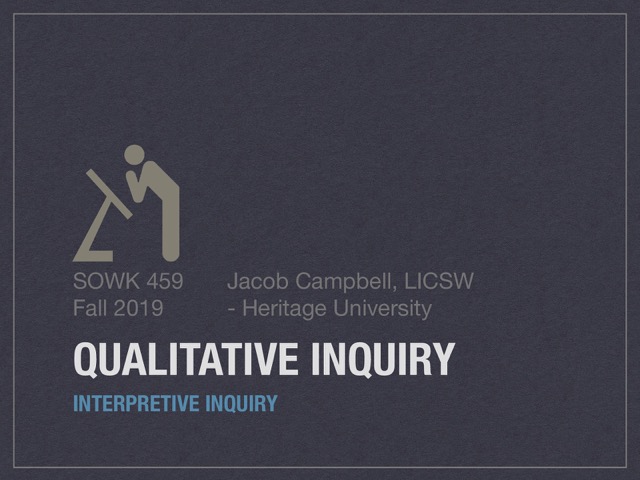 SOWK 459
Fall 2019
Jacob Campbell, LICSW
- Heritage University
QUALITATIVE INQUIRY
INTERPRETIVE INQUIRY